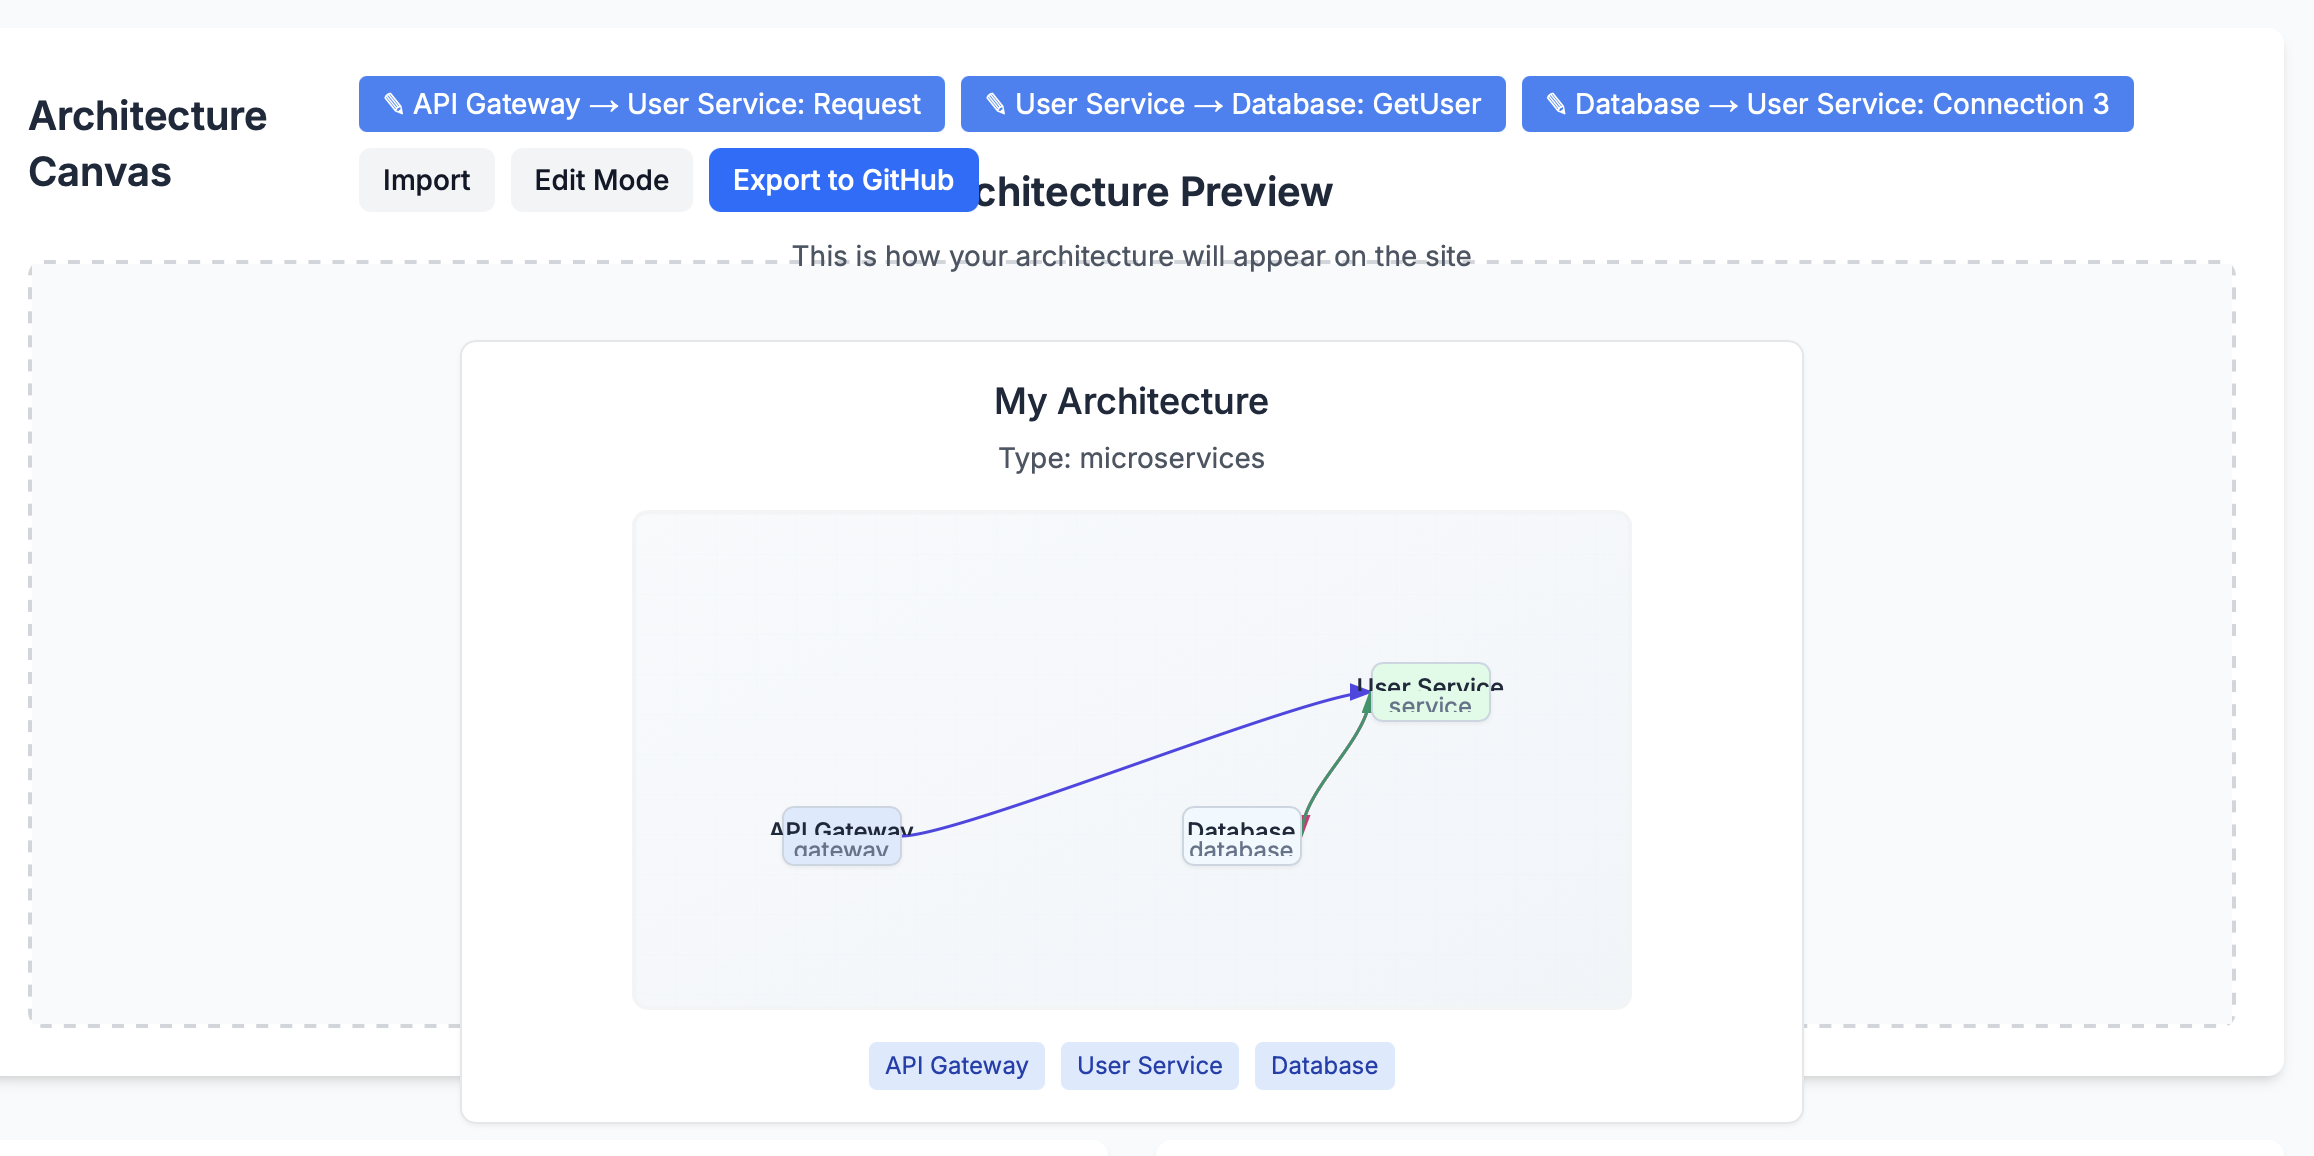 Architecture
Canvas
✎ API Gateway → User Service: Request
✎ User Service → Database: GetUser
✎ Database → User Service: Connection 3
Import
Edit Mode
Export to GitHub
chitecture Preview
This is how your architecture will appear on the site
My Architecture
Type: microservices
User Service
service
API Gateway
gateway
Database
database
API Gateway
User Service
Database